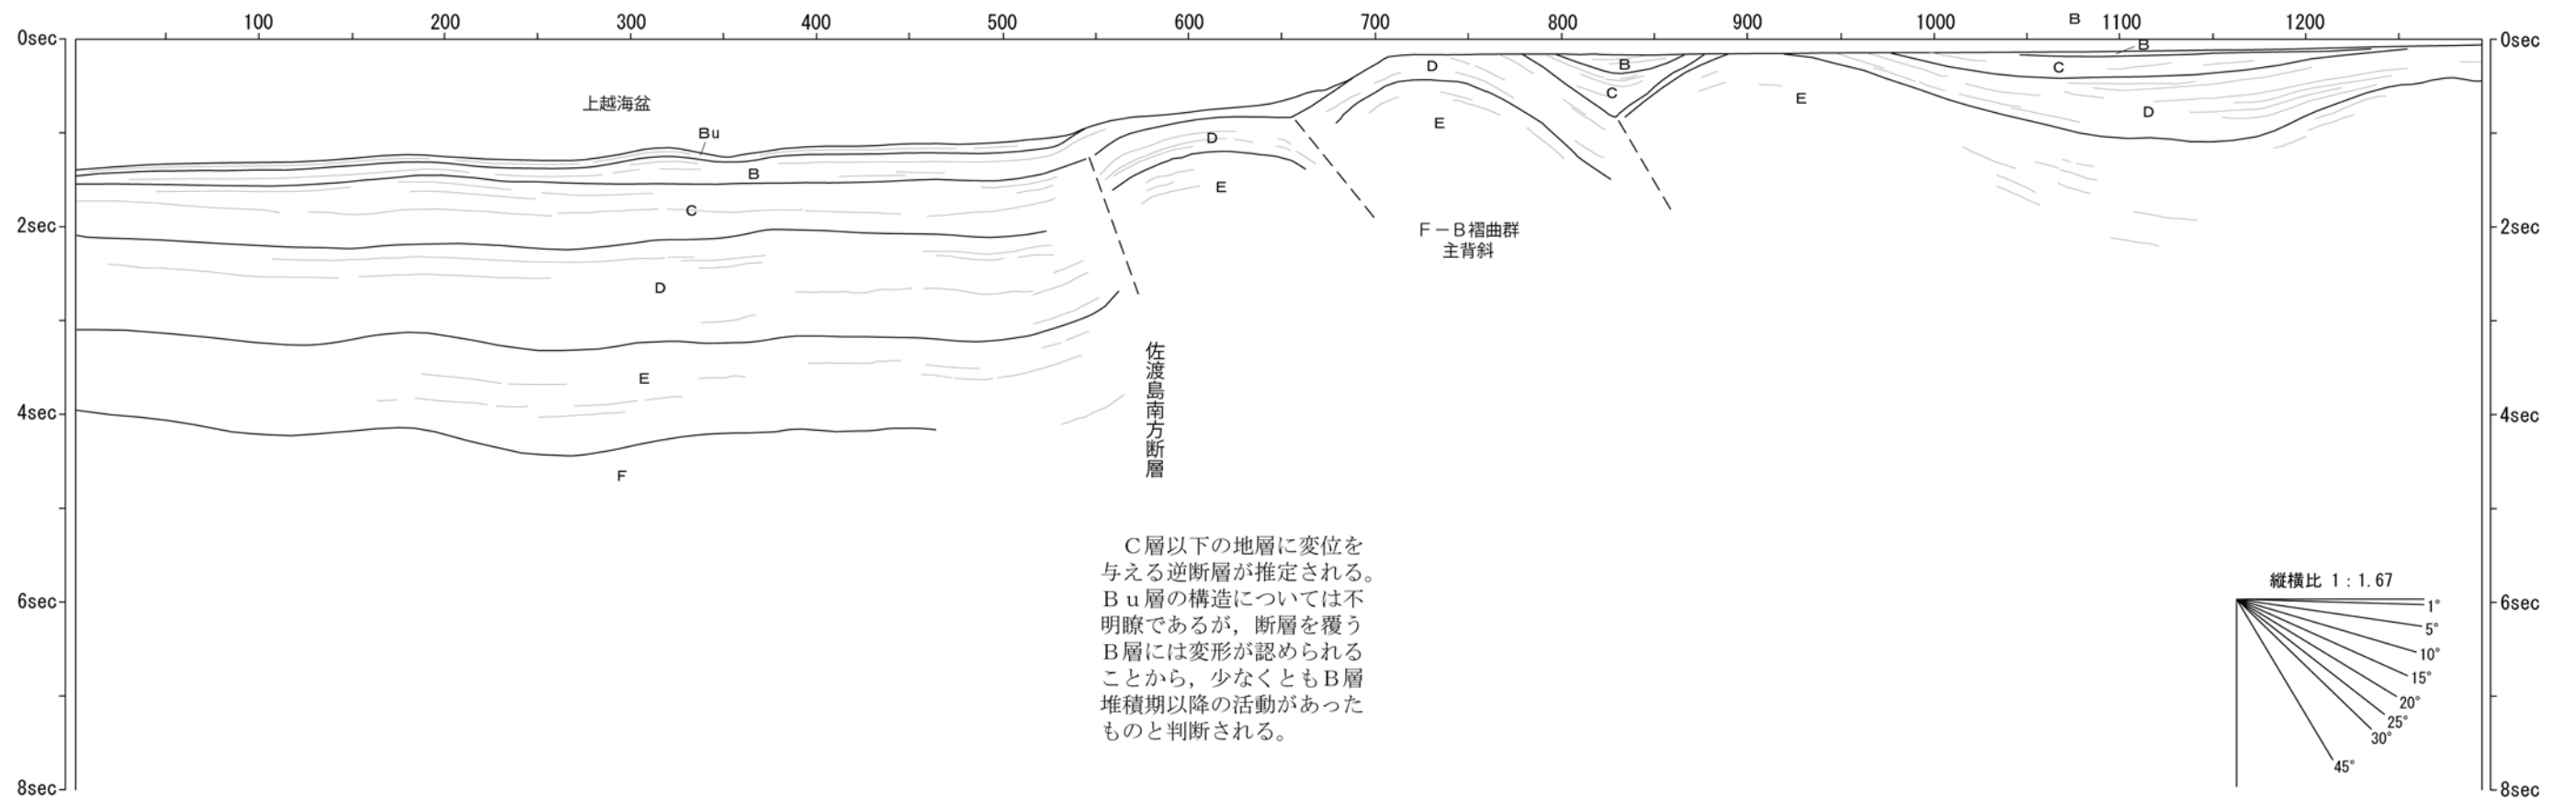 100 200 300 400 500 600 700 800 900 1000 1100 1200
B
0sec 0sec
B
B
D
C
C
E
D
上越海盆
Bu
D
E
B
E
C
2sec 2sec
F－B褶曲群
主背斜
D
佐渡島南方断層
E
4sec 4sec
F
C層以下の地層に変位を
与える逆断層が推定される。
Bu層の構造については不
明瞭であるが，断層を覆う
B層には変形が認められる
ことから，少なくともB層
堆積期以降の活動があった
ものと判断される。
縦横比 1：1.67
6sec 6sec
1°
5°
10°
15°
20°
25°
30°
45°
8sec 8sec